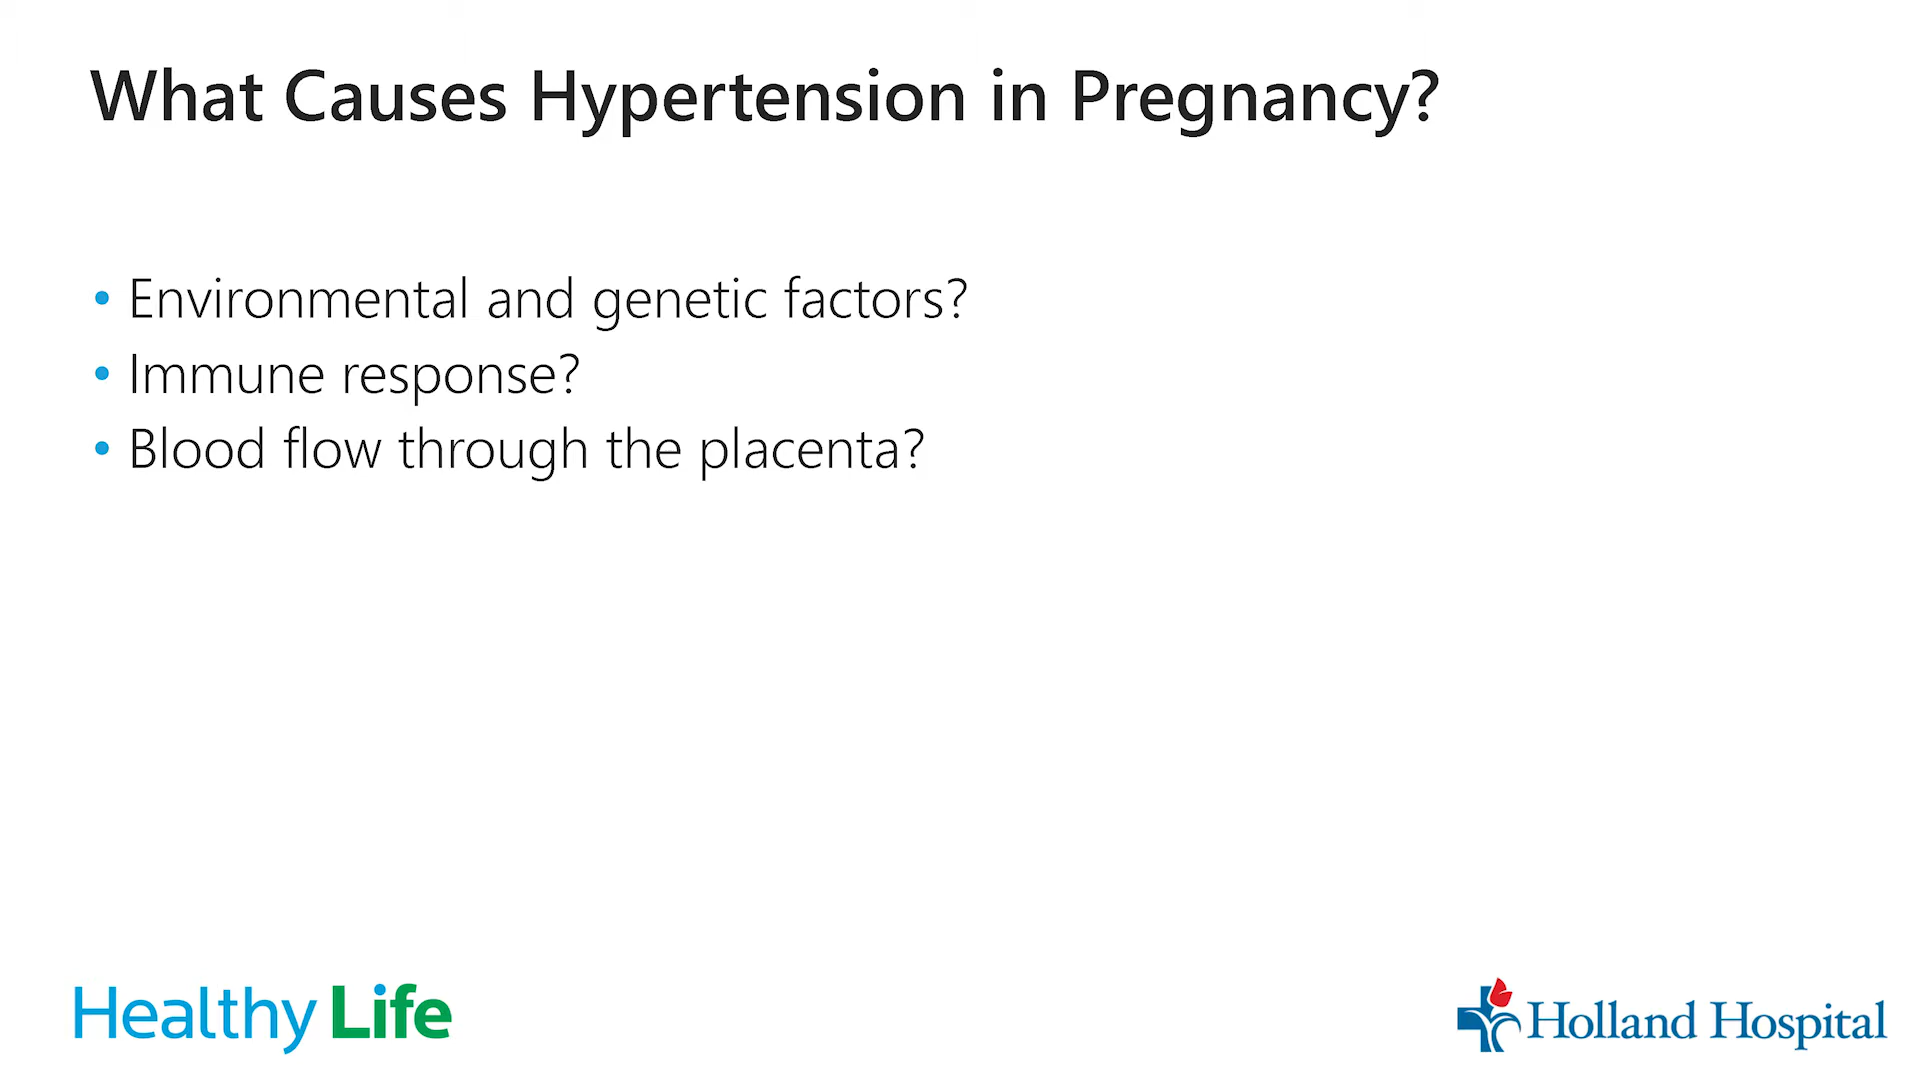 What Causes Hypertension in Pregnancy?
• Environmental and genetic factors?
• Immune response?
• Blood flow through the placenta?
Healthy Life
Holland Hospital